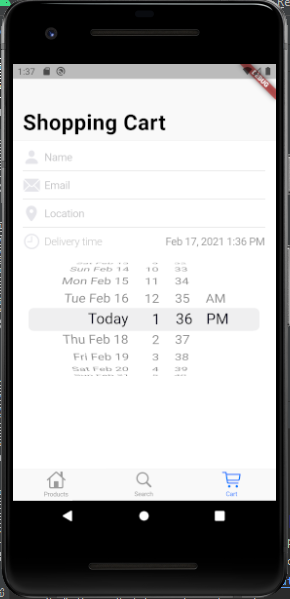 1:37
Shopping Cart
Name
Email
Location
Delivery time Feb 17, 2021 1:36 PM
Sun Feb 14 10 33
Mon Feb 15 11 34
Tue Feb 16 12 35 AM
Today 1 36 PM
Thu Feb 18 2 37
Fri Feb 19 3 38
Sat Feb 20 4 39
Products Search Cart